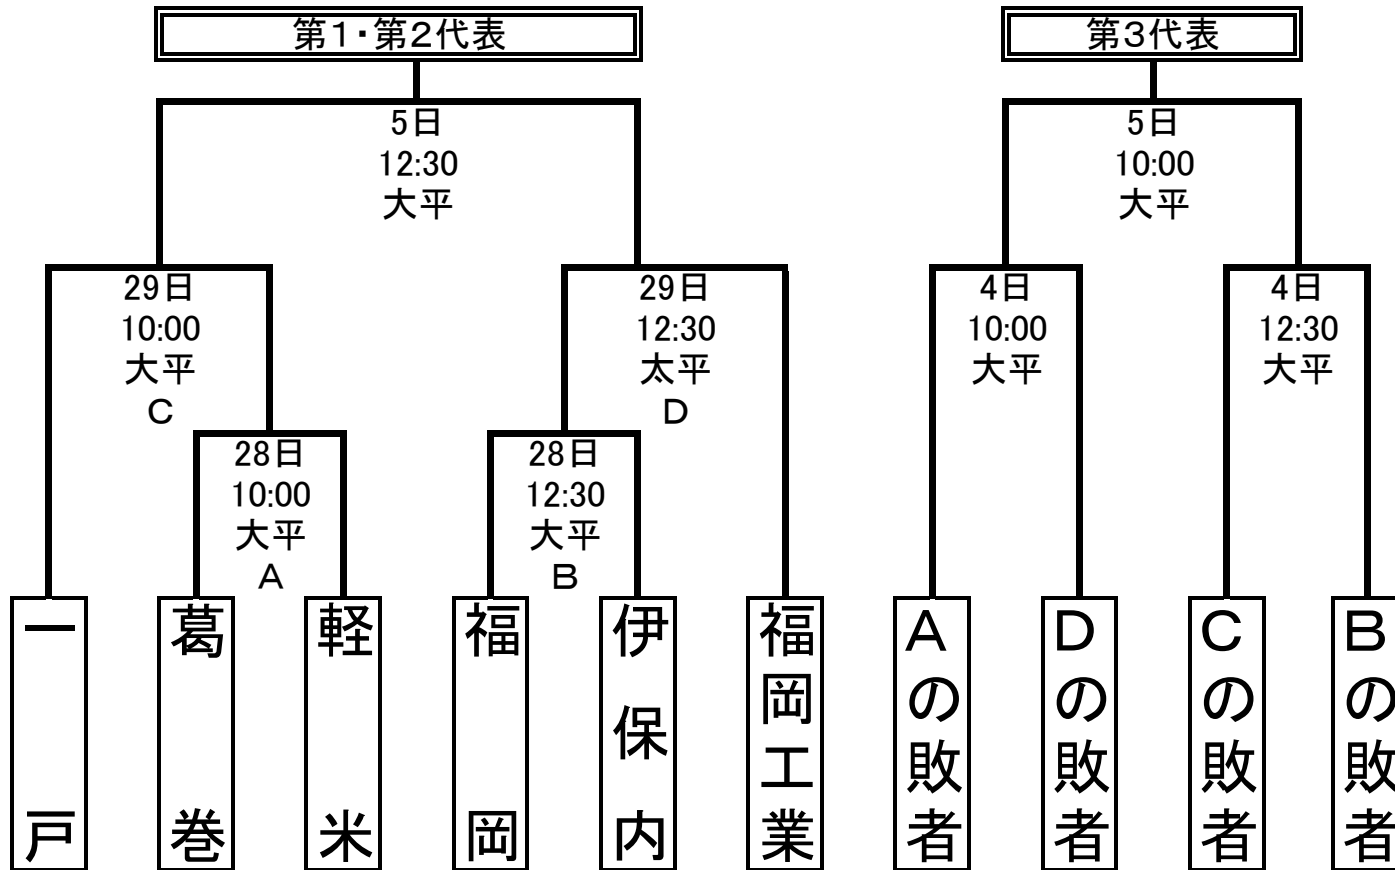 第1・第2代表
第3代表
5日
12:30
大平
5日
10:00
大平
29日
10:00
大平
C
29日
12:30
太平
D
4日
10:00
大平
4日
12:30
大平
28日
10:00
大平
A
28日
12:30
大平
B
一戸
葛巻
軽米
福岡
伊保内
福岡工業
Aの敗者
Dの敗者
Cの敗者
Bの敗者